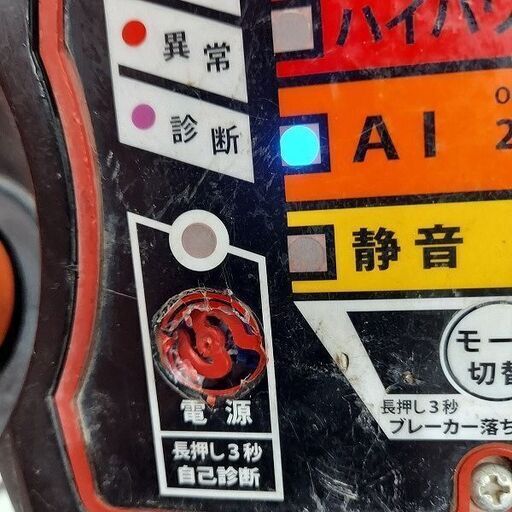 異常
診断
ハイパ
AI
静音
電源
長押し3秒
自己診断
モー
切替
長押し3秒
ブレーカー落ち